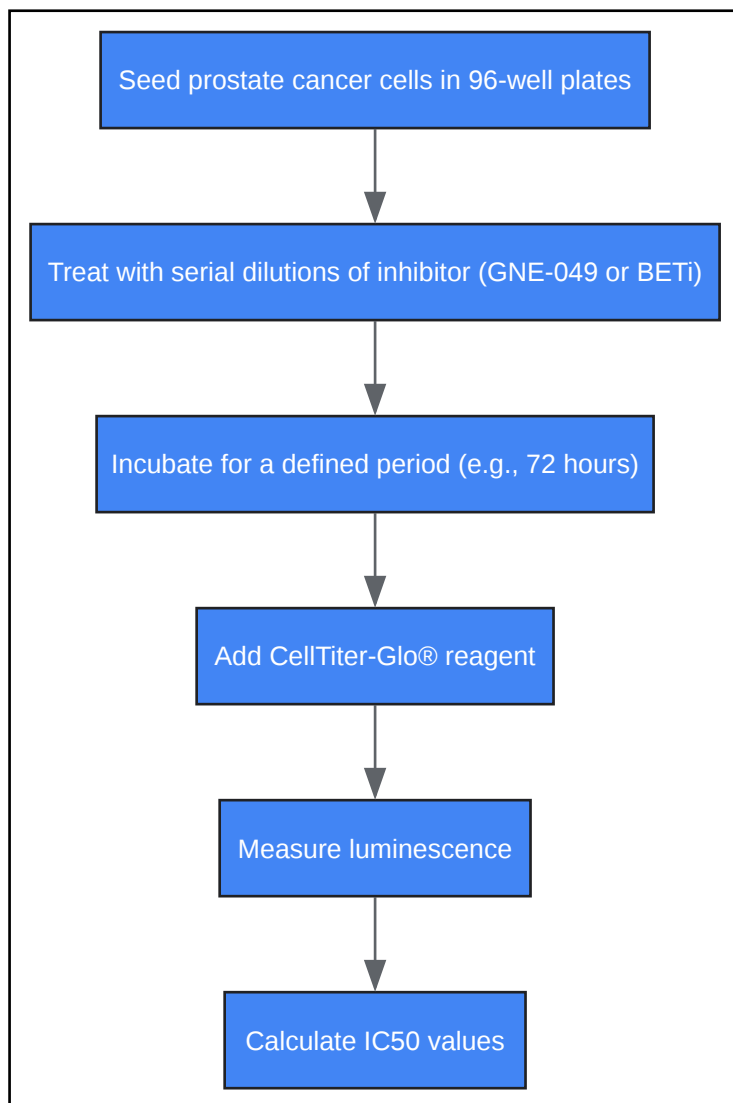 Seed prostate cancer cells in 96-well plates
Treat with serial dilutions of inhibitor (GNE-049 or BETi)
Incubate for a defined period (e.g., 72 hours)
Add CellTiter-Glo® reagent
Measure luminescence
Calculate IC50 values